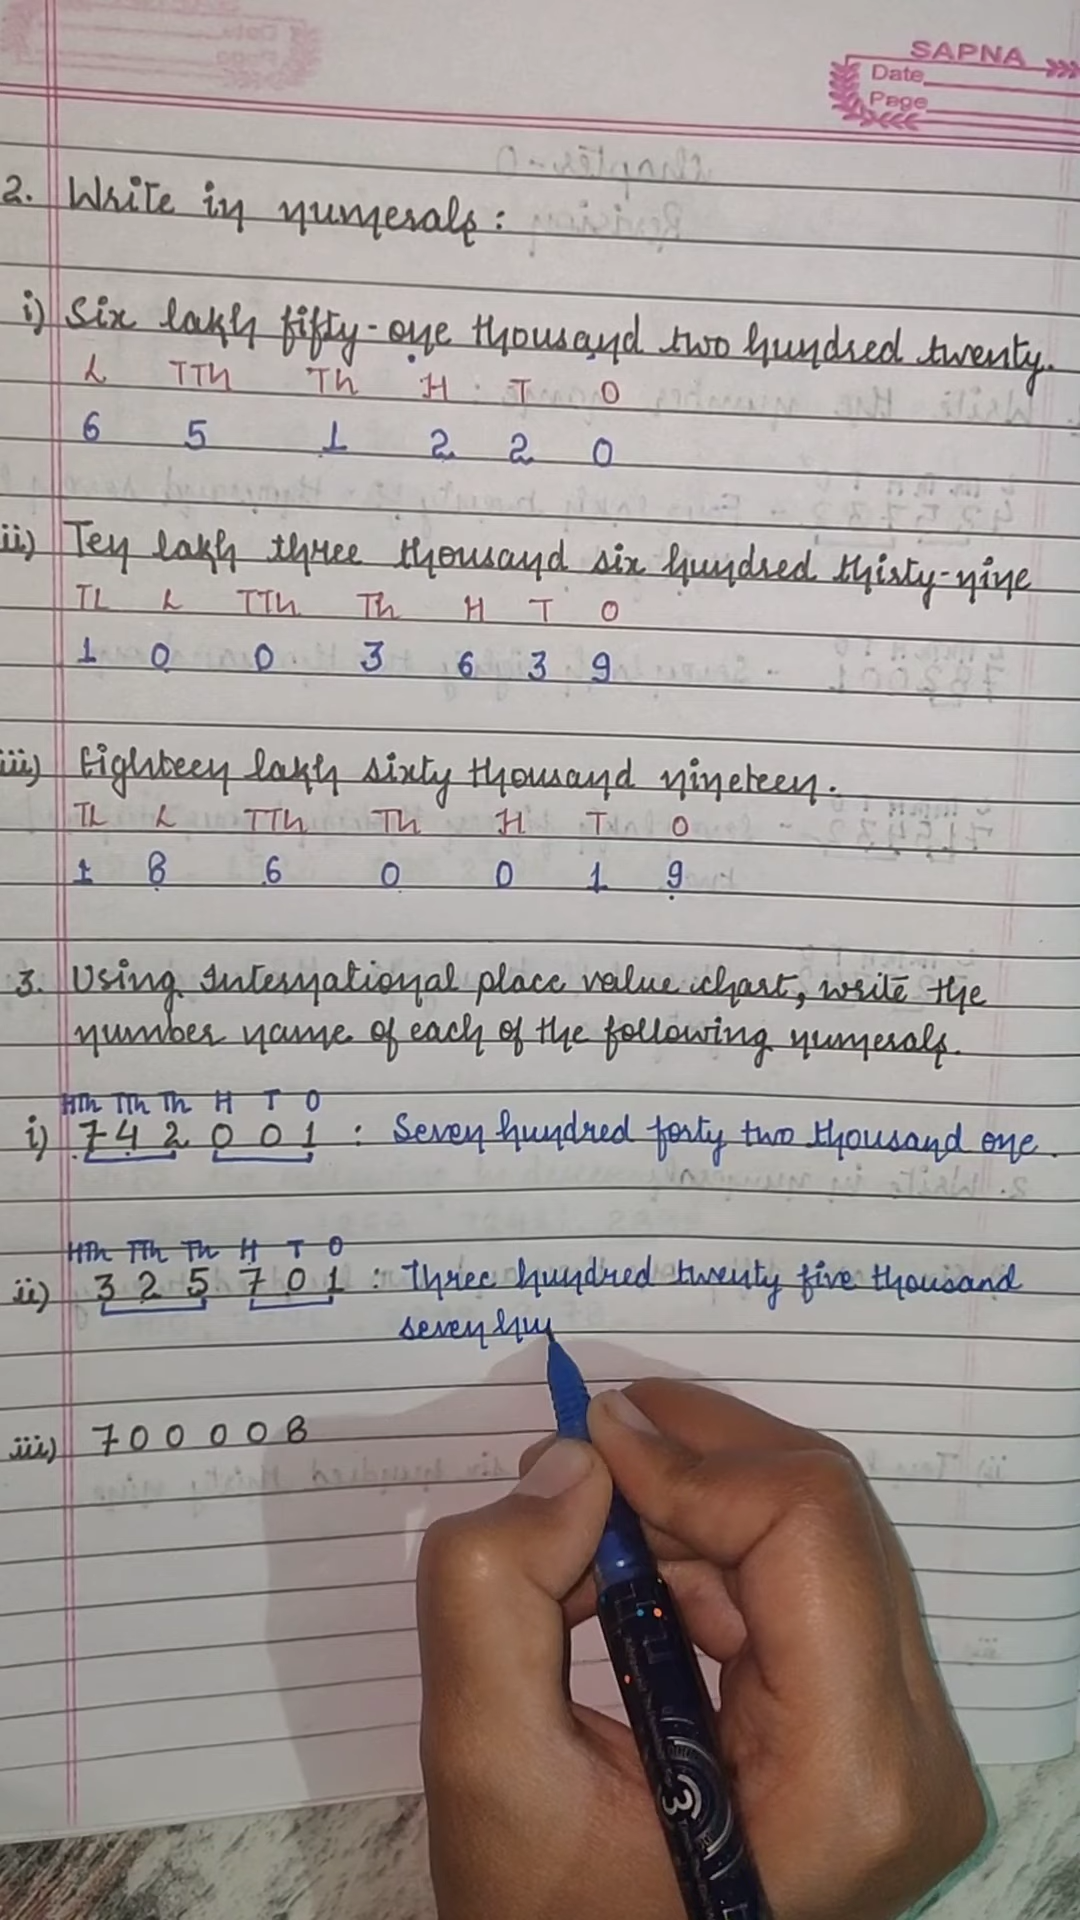 SAPNA
Date
Page
2. Write in numerals:
i) Six lakh fifty-one thousand two hundred twenty.
L TTh Th H T O
6 5 1 2 2 0
ii) Ten lakh three thousand six hundred thirty-nine
TL L TTh Th H T O
1 0 0 3 6 3 9
iii) Eighteen lakh sixty thousand nineteen.
TL L TTh Th H T O
1 8 6 0 0 1 9
3. Using International place value chart, write the
number name of each of the following numerals.
HTh TTh Th H T O
i) 7 4 2 0 0 1 : Seven hundred forty two thousand one.
HTh TTh Th H T O
ii) 3 2 5 7 0 1 : Three hundred twenty five thousand
seven hun
iii) 7 0 0 0 0 8